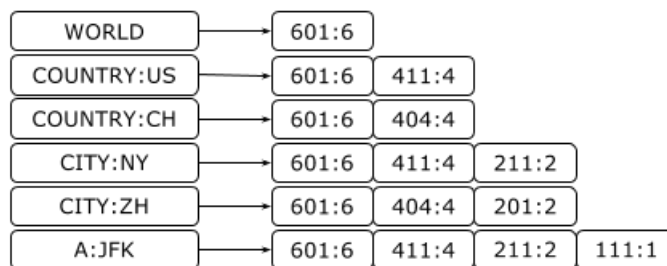 WORLD 601:6
COUNTRY:US 601:6 411:4
COUNTRY:CH 601:6 404:4
CITY:NY 601:6 411:4 211:2
CITY:ZH 601:6 404:4 201:2
A:JFK 601:6 411:4 211:2 111:1